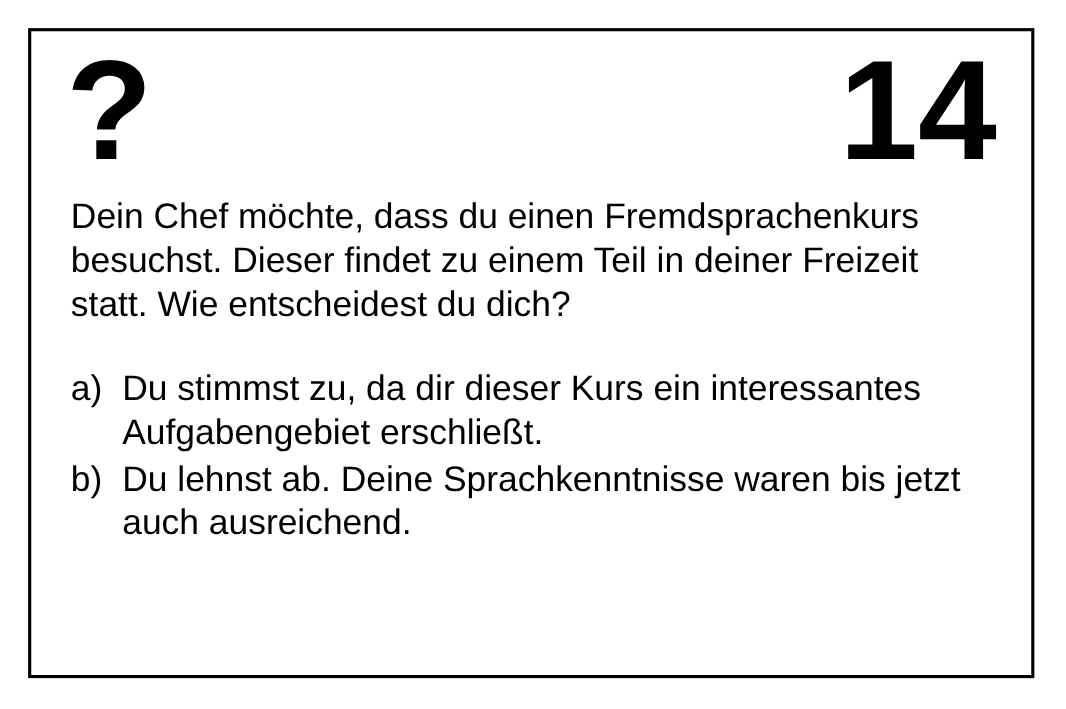 ? 14
Dein Chef möchte, dass du einen Fremdsprachenkurs
besuchst. Dieser findet zu einem Teil in deiner Freizeit
statt. Wie entscheidest du dich?
a) Du stimmst zu, da dir dieser Kurs ein interessantes
Aufgabengebiet erschließt.
b) Du lehnst ab. Deine Sprachkenntnisse waren bis jetzt
auch ausreichend.